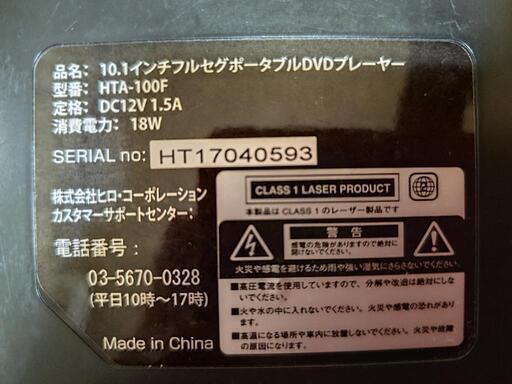 品名: 10.1インチフルセグポータブルDVDプレーヤー
型番: HTA-100F
定格: DC12V 1.5A
消費電力: 18W
SERIAL no: HT17040593
株式会社ヒロ・コーポレーション
カスタマーサポートセンター:
電話番号:
03-5670-0328
(平日10時～17時)
Made in China
CLASS 1 LASER PRODUCT
2
本製品は CLASS 1 のレーザー製品です
警告
感電の危険がありますので絶対に
開けないでください。
火災や感電を避けるため雨や強い湿気にさらさないでください。
■高圧電流を使用していますので、分解や改造は絶対にしな
いでください。
■火や水の中に入れないでください。火災や感電の恐れがあり
ます。
■高温になる場所や車内に放置しないでください。火災や故障
の原因になります。